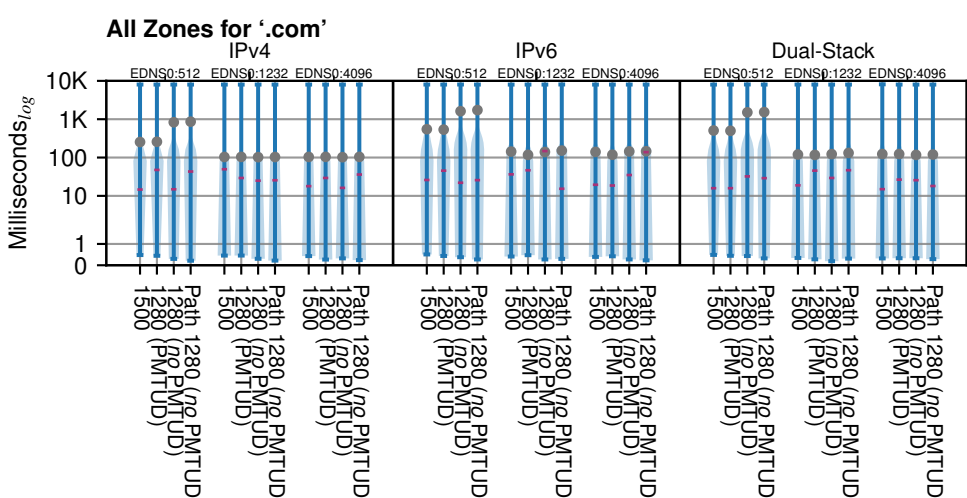 All Zones for ‘.com’
IPv4 IPv6 Dual-Stack
EDNS0:512 EDNS0:1232 EDNS0:4096 EDNS0:512 EDNS0:1232 EDNS0:4096 EDNS0:512 EDNS0:1232 EDNS0:4096
Milliseconds_log
10K
1K
100
10
1
0
1500
1280 (PMTUD)
1280 (no PMTUD)
Path 1280 (no PMTUD
1500
1280 (PMTUD)
1280 (no PMTUD)
Path 1280 (no PMTUD
1500
1280 (PMTUD)
1280 (no PMTUD)
Path 1280 (no PMTUD
1500
1280 (PMTUD)
1280 (no PMTUD)
Path 1280 (no PMTUD
1500
1280 (PMTUD)
1280 (no PMTUD)
Path 1280 (no PMTUD
1500
1280 (PMTUD)
1280 (no PMTUD)
Path 1280 (no PMTUD
1500
1280 (PMTUD)
1280 (no PMTUD)
Path 1280 (no PMTUD
1500
1280 (PMTUD)
1280 (no PMTUD)
Path 1280 (no PMTUD
1500
1280 (PMTUD)
1280 (no PMTUD)
Path 1280 (no PMTUD